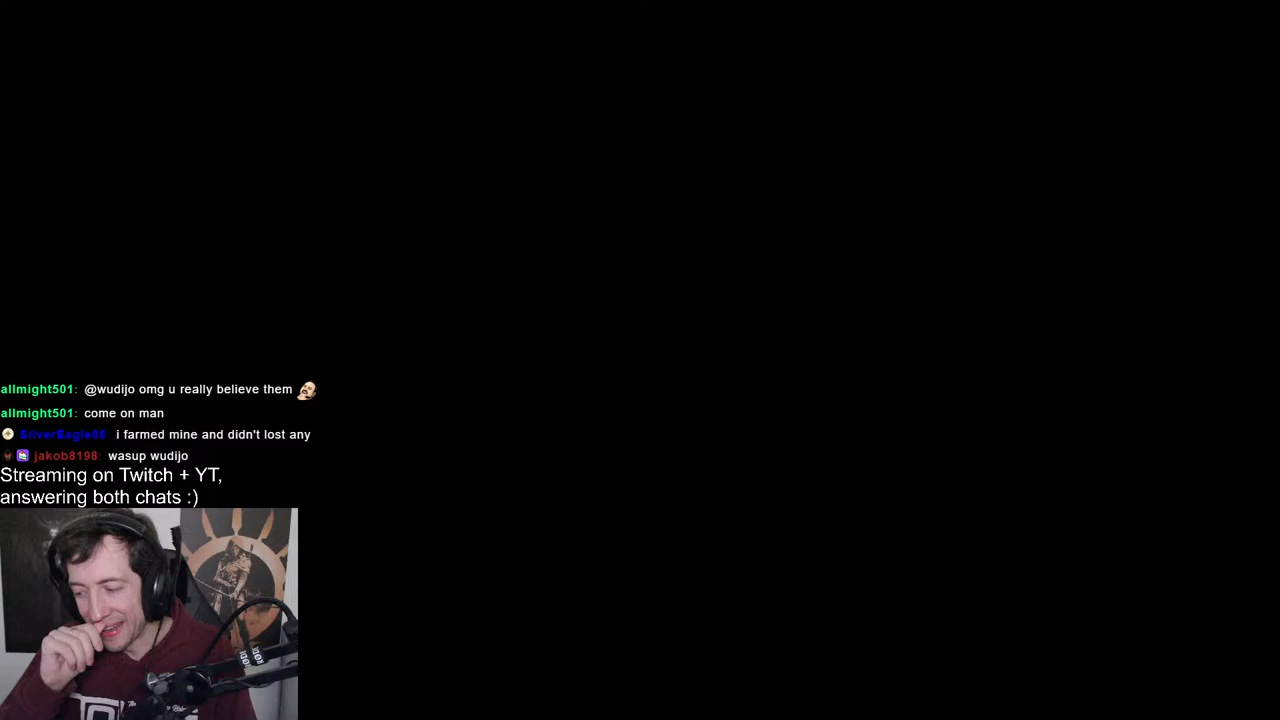 allmight501: @wudijo omg u really believe them
allmight501: come on man
SilverEagle88 i farmed mine and didn't lost any
jakob8198: wasup wudijo
Streaming on Twitch + YT,
answering both chats :)